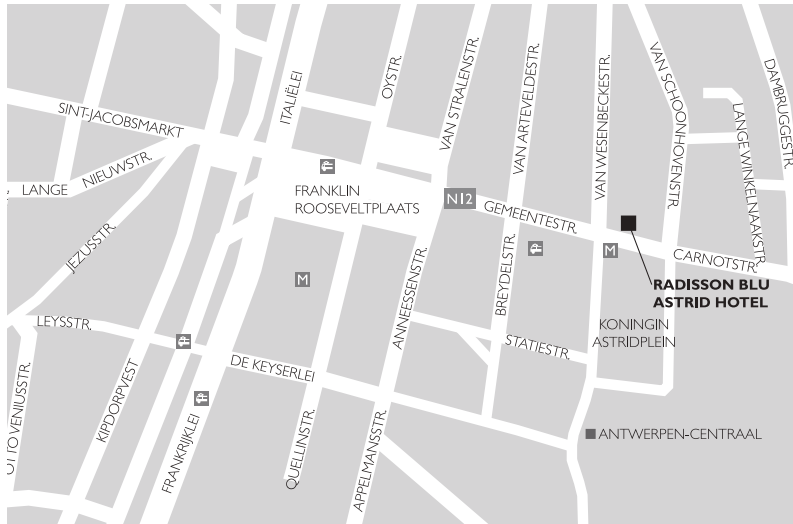 ITALIËLEI
OYSTR.
VAN STRALENSTR.
VAN ARTEVELDESTR.
VAN WESENBECKESTR.
VAN SCHOONHOVENSTR.
LANGE WINKELHAAKSTR.
DAMBRUGGESTR.
SINT-JACOBSMARKT
LANGE
NIEUWSTR.
FRANKLIN
ROOSEVELTPLAATS
N12
GEMEENTESTR.
CARNOTSTR.
JEZUSSTR.
M
M
RADISSON BLU
ASTRID HOTEL
KONINGIN
ASTRIDPLEIN
LEYSSTR.
BREYDELSTR.
ANNEESSENSTR.
STATIESTR.
DE KEYSERLEI
OTTO VENIUSSTR.
KIPDORPVEST
FRANKRIJKLEI
QUELLINSTR.
APPELMANSSTR.
ANTWERPEN-CENTRAAL